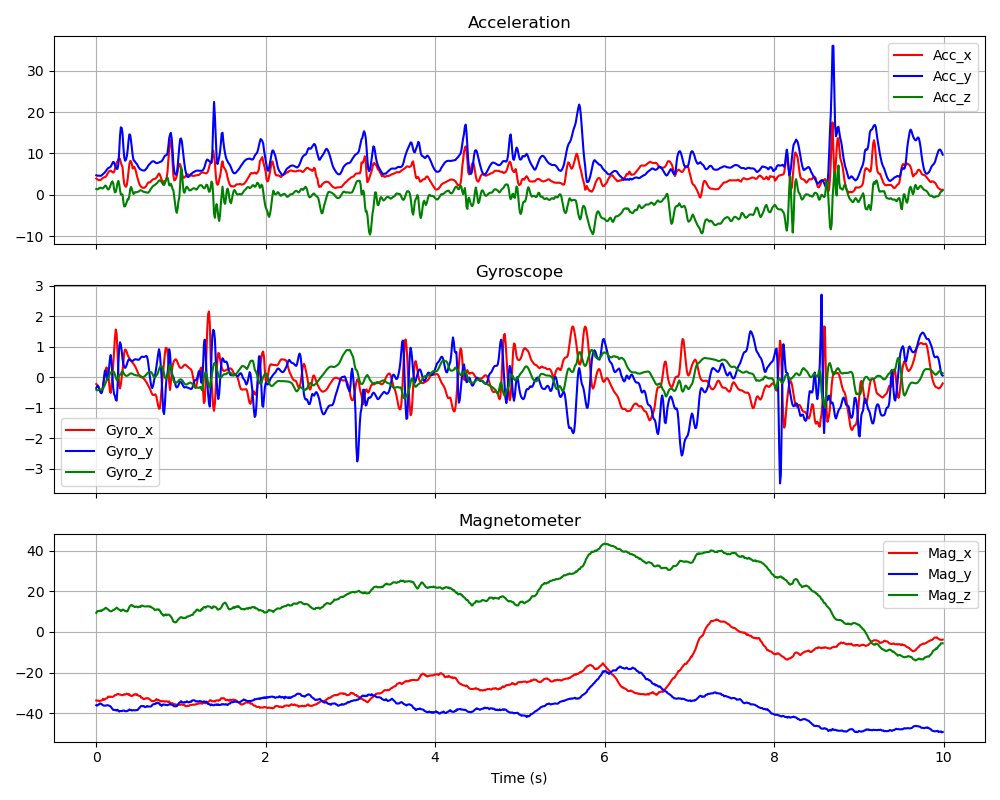 Acceleration
30
20
10
0
−10
Acc_x
Acc_y
Acc_z
Gyroscope
3
2
1
0
−1
−2
−3
Gyro_x
Gyro_y
Gyro_z
Magnetometer
40
20
0
−20
−40
Mag_x
Mag_y
Mag_z
0 2 4 6 8 10
Time (s)